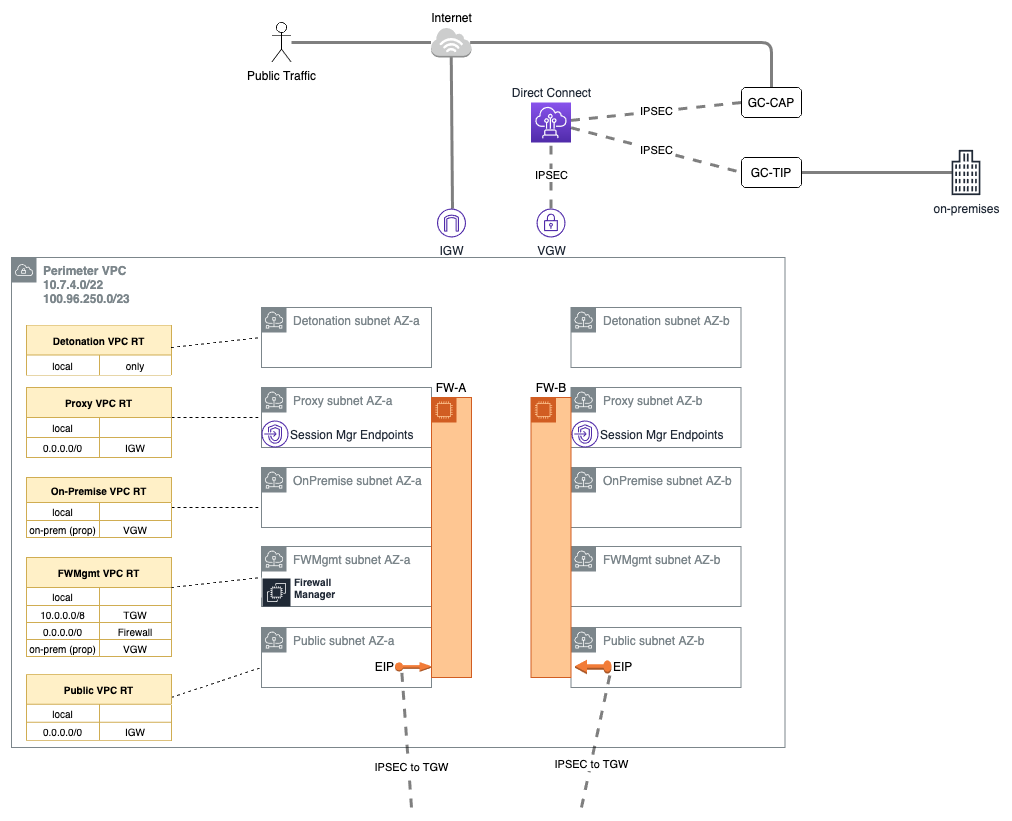 Internet
Public Traffic
Direct Connect
IPSEC
GC-CAP
IPSEC
GC-TIP
IPSEC
on-premises
IGW
VGW
Perimeter VPC
10.7.4.0/22
100.96.250.0/23
Detonation VPC RT
local only
Proxy VPC RT
local
0.0.0.0/0 IGW
On-Premise VPC RT
local
on-prem (prop) VGW
FWMgmt VPC RT
local
10.0.0.0/8 TGW
0.0.0.0/0 Firewall
on-prem (prop) VGW
Public VPC RT
local
0.0.0.0/0 IGW
Detonation subnet AZ-a
Proxy subnet AZ-a
Session Mgr Endpoints
OnPremise subnet AZ-a
FWMgmt subnet AZ-a
Firewall
Manager
Public subnet AZ-a
EIP
FW-A
FW-B
Detonation subnet AZ-b
Proxy subnet AZ-b
Session Mgr Endpoints
OnPremise subnet AZ-b
FWMgmt subnet AZ-b
Public subnet AZ-b
EIP
IPSEC to TGW
IPSEC to TGW